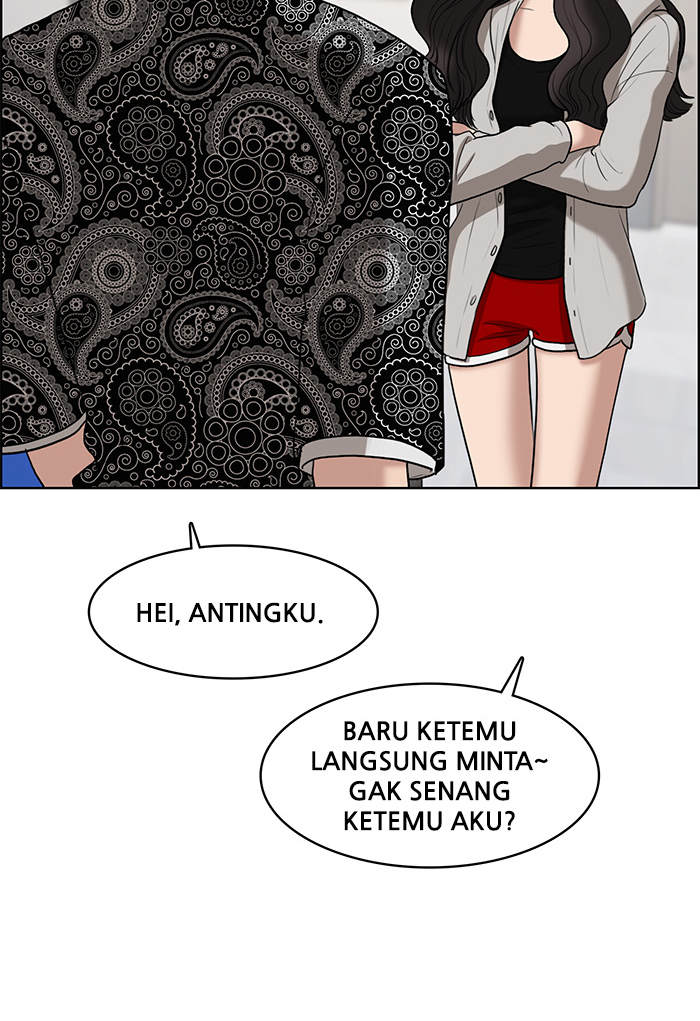 HEI, ANTINGKU.
BARU KETEMU
LANGSUNG MINTA~
GAK SENANG
KETEMU AKU?